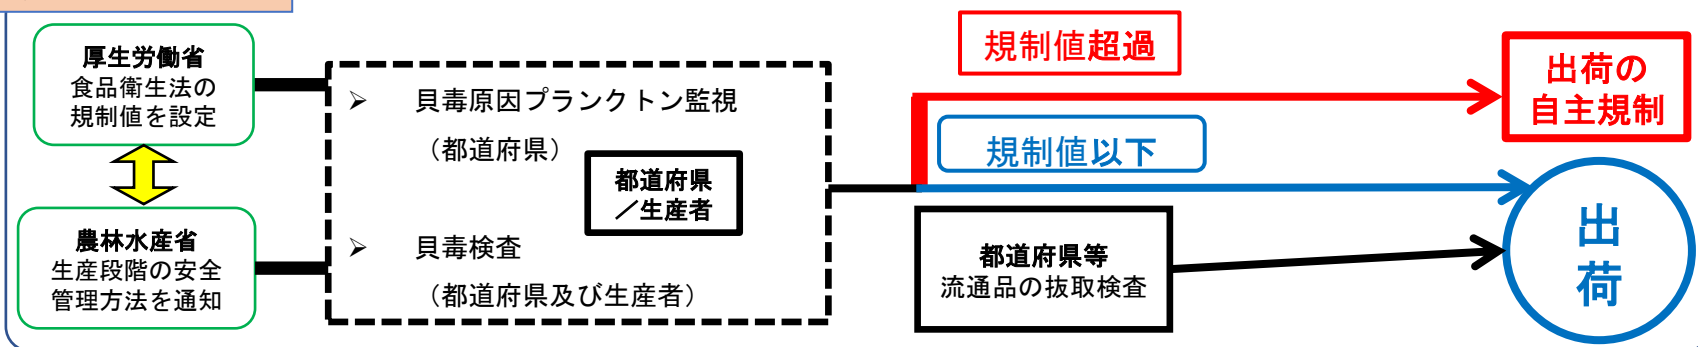 厚生労働省
食品衛生法の
規制値を設定
農林水産省
生産段階の安全
管理方法を通知
➢ 貝毒原因プランクトン監視
（都道府県）
都道府県
／生産者
➢ 貝毒検査
（都道府県及び生産者）
規制値超過
規制値以下
都道府県等
流通品の抜取検査
出荷の
自主規制
出
荷